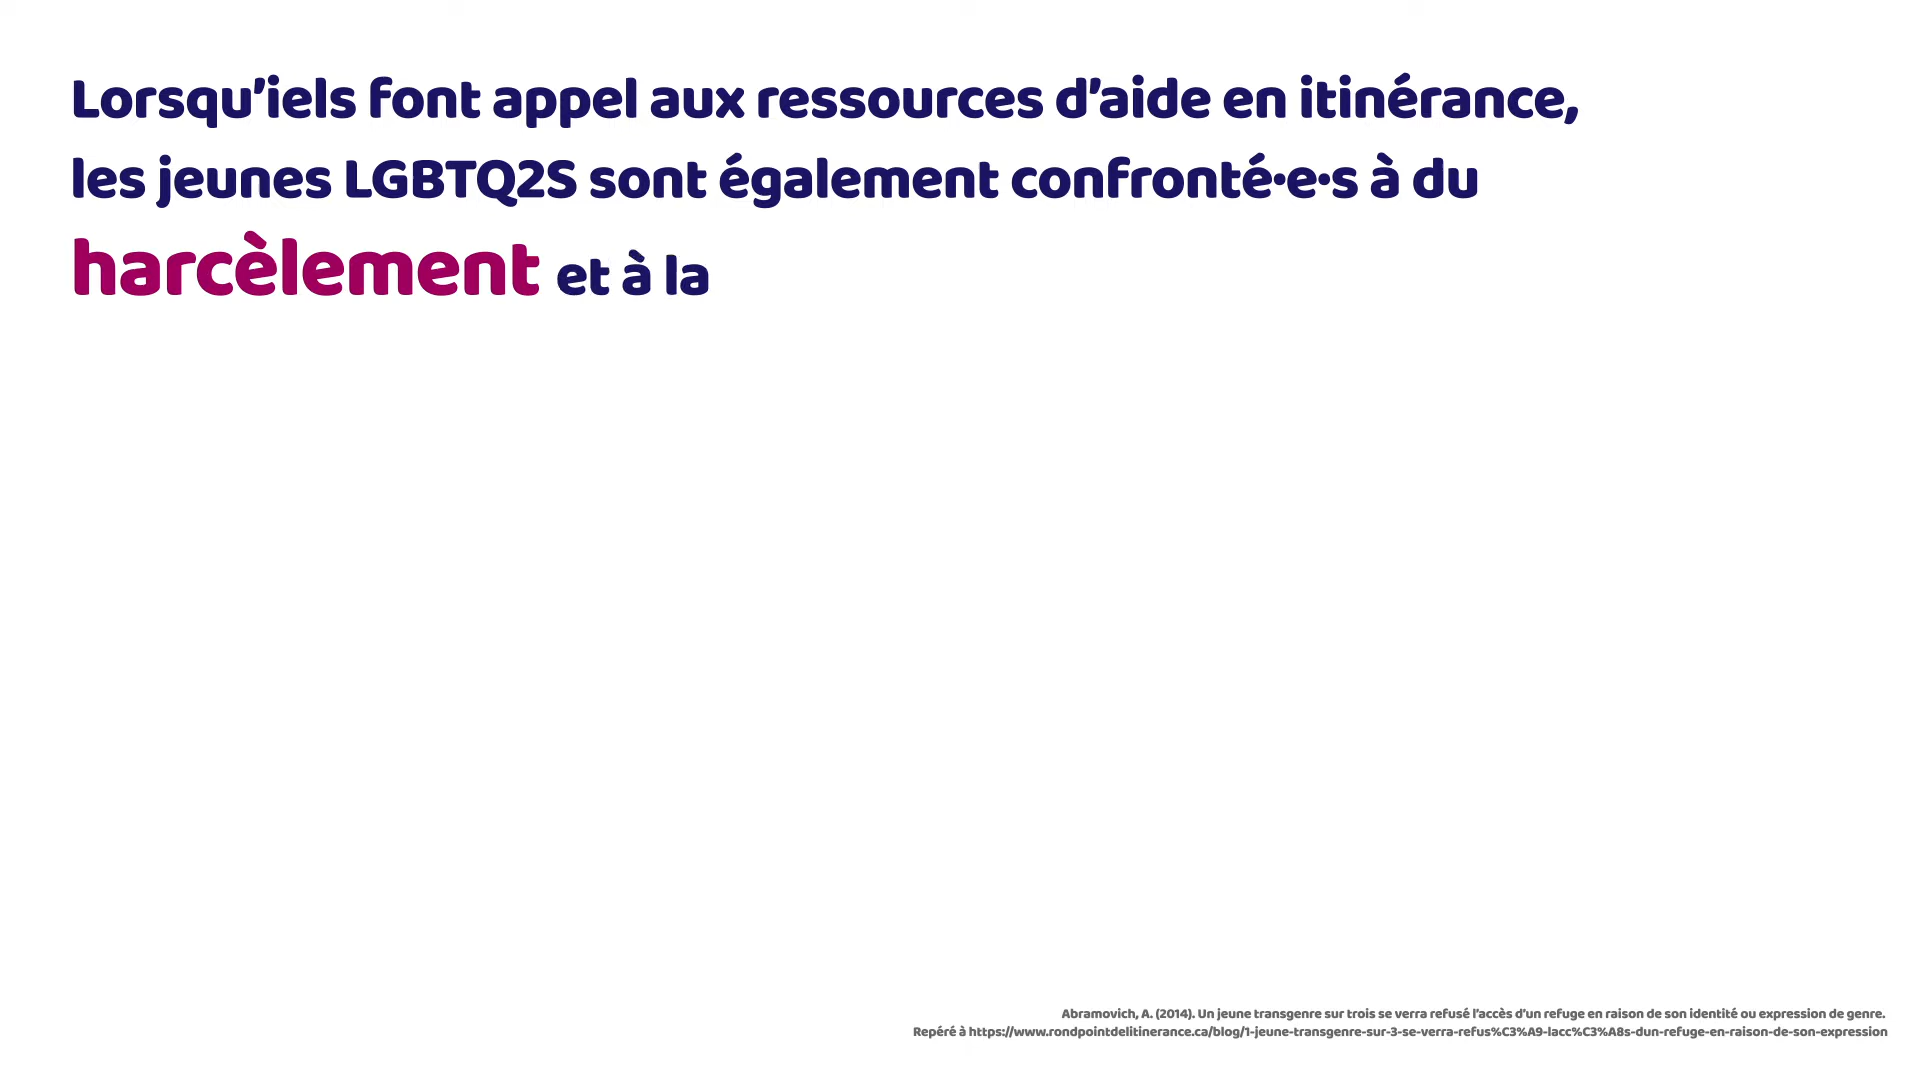 Lorsqu’iels font appel aux ressources d’aide en itinérance,
les jeunes LGBTQ2S sont également confronté·e·s à du
harcèlement et à la
Abramovich, A. (2014). Un jeune transgenre sur trois se verra refusé l’accès d’un refuge en raison de son identité ou expression de genre.
Repéré à https://www.rondpointdelitinerance.ca/blog/1-jeune-transgenre-sur-3-se-verra-refus%C3%A9-lacc%C3%A8s-dun-refuge-en-raison-de-son-expression